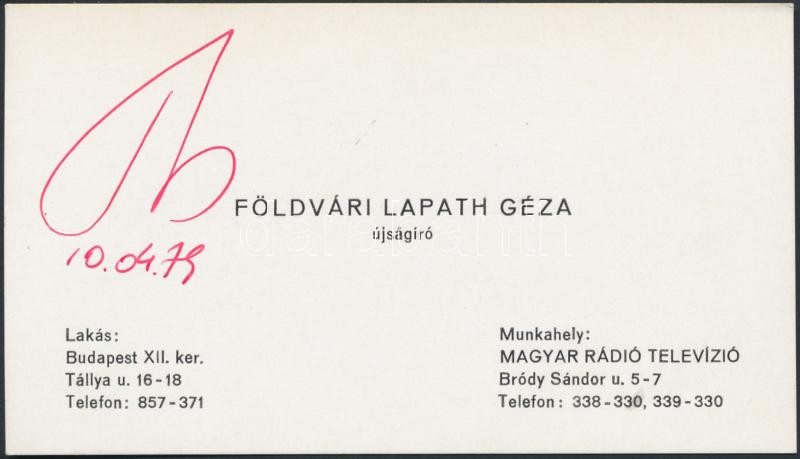 FÖLDVÁRI LAPATH GÉZA
újságíró
10.04.79
Lakás:
Budapest XII. ker.
Tállya u. 16-18
Telefon: 857-371
Munkahely:
MAGYAR RÁDIÓ TELEVÍZIÓ
Bródy Sándor u. 5-7
Telefon: 338-330, 339-330